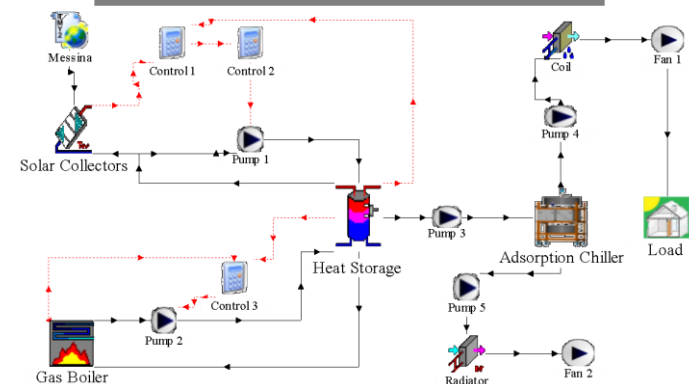 TMY2
Messina
Control 1
Control 2
Coil
Fan 1
Solar Collectors
Pump 1
Pump 4
Heat Storage
Pump 3
Adsorption Chiller
Load
Control 3
Pump 2
Pump 5
Gas Boiler
Radiator
Fan 2